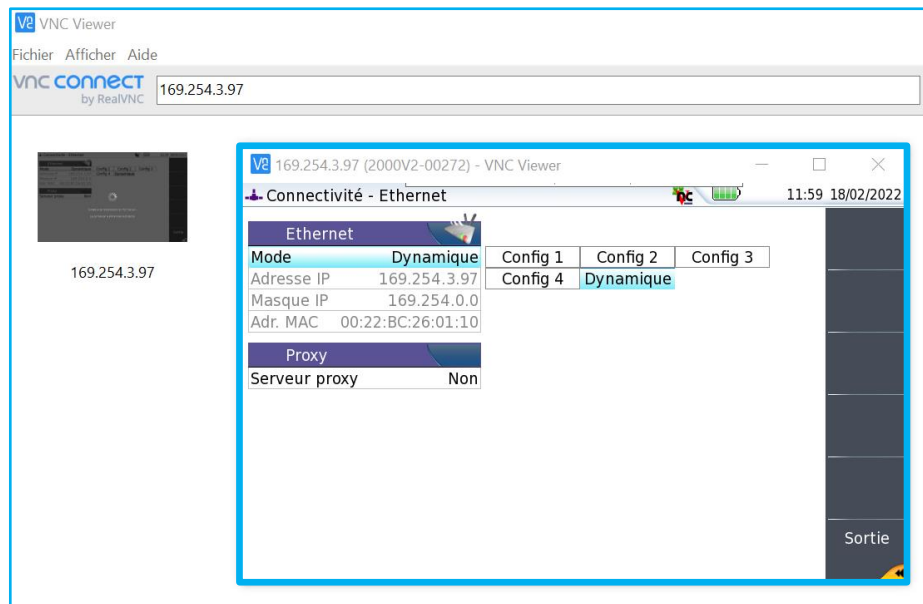 VNC Viewer
Fichier Afficher Aide
vnc connect
by RealVNC
169.254.3.97
169.254.3.97
169.254.3.97 (2000V2-00272) - VNC Viewer
Connectivité - Ethernet
11:59 18/02/2022
Ethernet
Mode Dynamique Config 1 Config 2 Config 3
Adresse IP 169.254.3.97 Config 4 Dynamique
Masque IP 169.254.0.0
Adr. MAC 00:22:BC:26:01:10
Proxy
Serveur proxy Non
Sortie